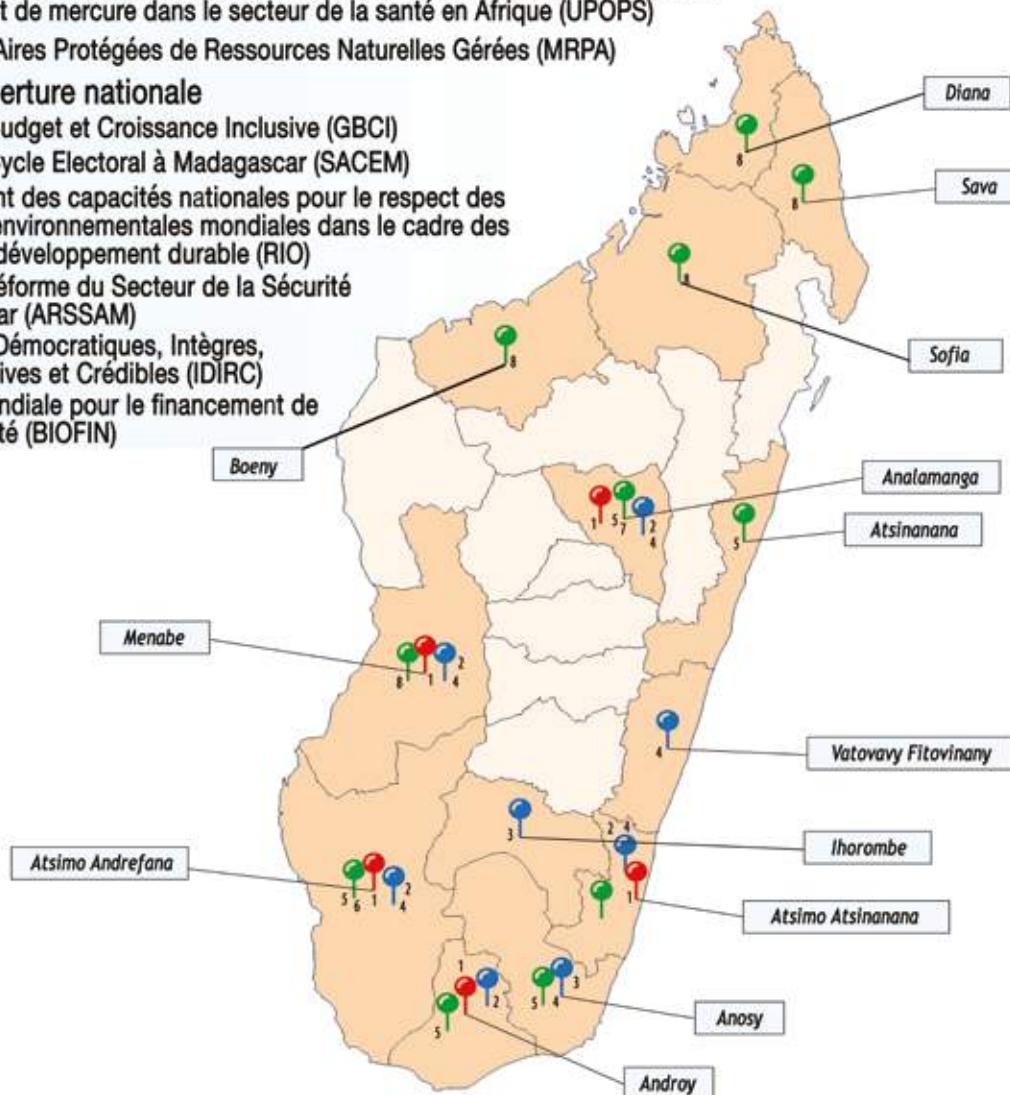 t de mercure dans le secteur de la santé en Afrique (UPOPS)
Aires Protégées de Ressources Naturelles Gérées (MRPA)
erture nationale
udget et Croissance Inclusive (GBCI)
ycle Electoral à Madagascar (SACEM)
nt des capacités nationales pour le respect des
environnementales mondiales dans le cadre des
développement durable (RIO)
éforme du Secteur de la Sécurité
ar (ARSSAM)
Démocratiques, Intègres,
ives et Crédibles (IDIRC)
ndiale pour le financement de
té (BIOFIN)
Diana
8
Sava
8
8
Sofia
8
Boeny
Analamanga
1 5 7 2 4
Atsinanana
5
Menabe
8 1 2 4
4
Vatovavy Fitovinany
3
2 4
Ihorombe
Atsimo Andrefana
5 6 1 2 4
1
Atsimo Atsinanana
1
5 2
5 4 3
Anosy
Androy